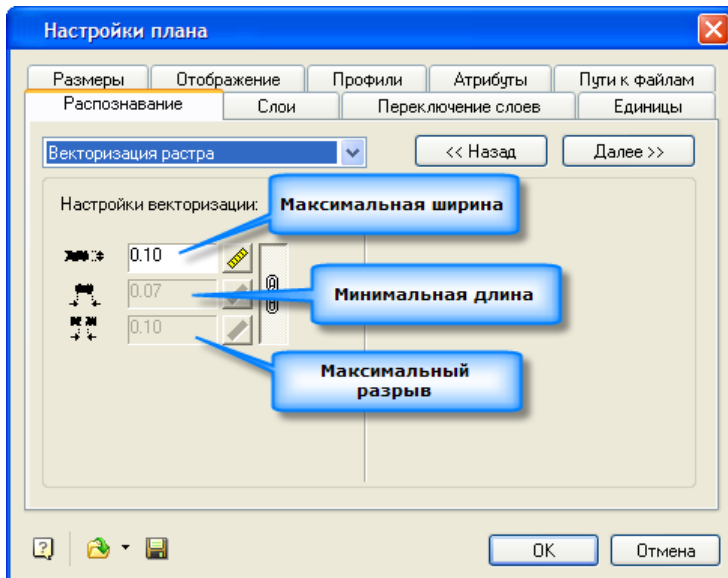 Настройки плана
Размеры Отображение Профили Атрибуты Пути к файлам
Распознавание Слои Переключение слоев Единицы
Векторизация растра << Назад Далее >>
Настройки векторизации: Максимальная ширина
0.10
0.07 Минимальная длина
0.10
Максимальный
разрыв
OK Отмена